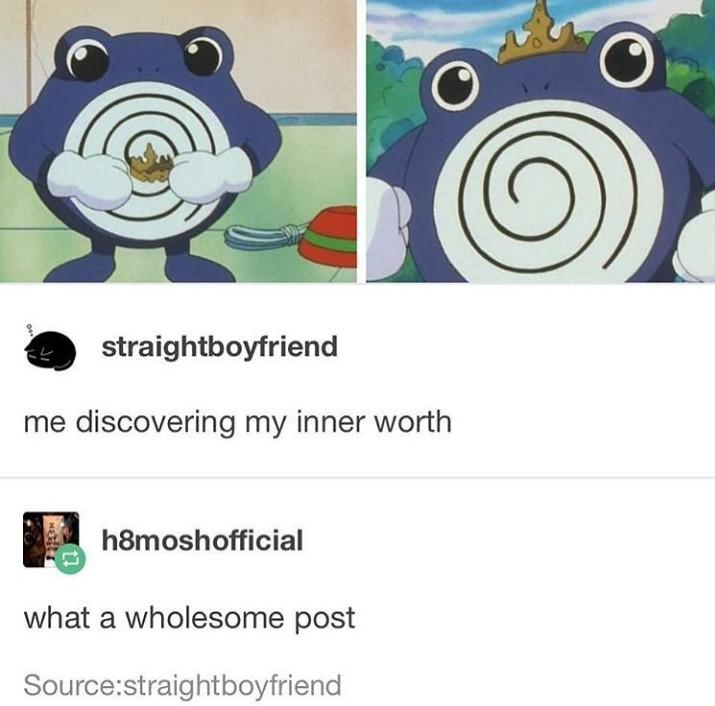 straightboyfriend
me discovering my inner worth
h8moshofficial
what a wholesome post
Source:straightboyfriend